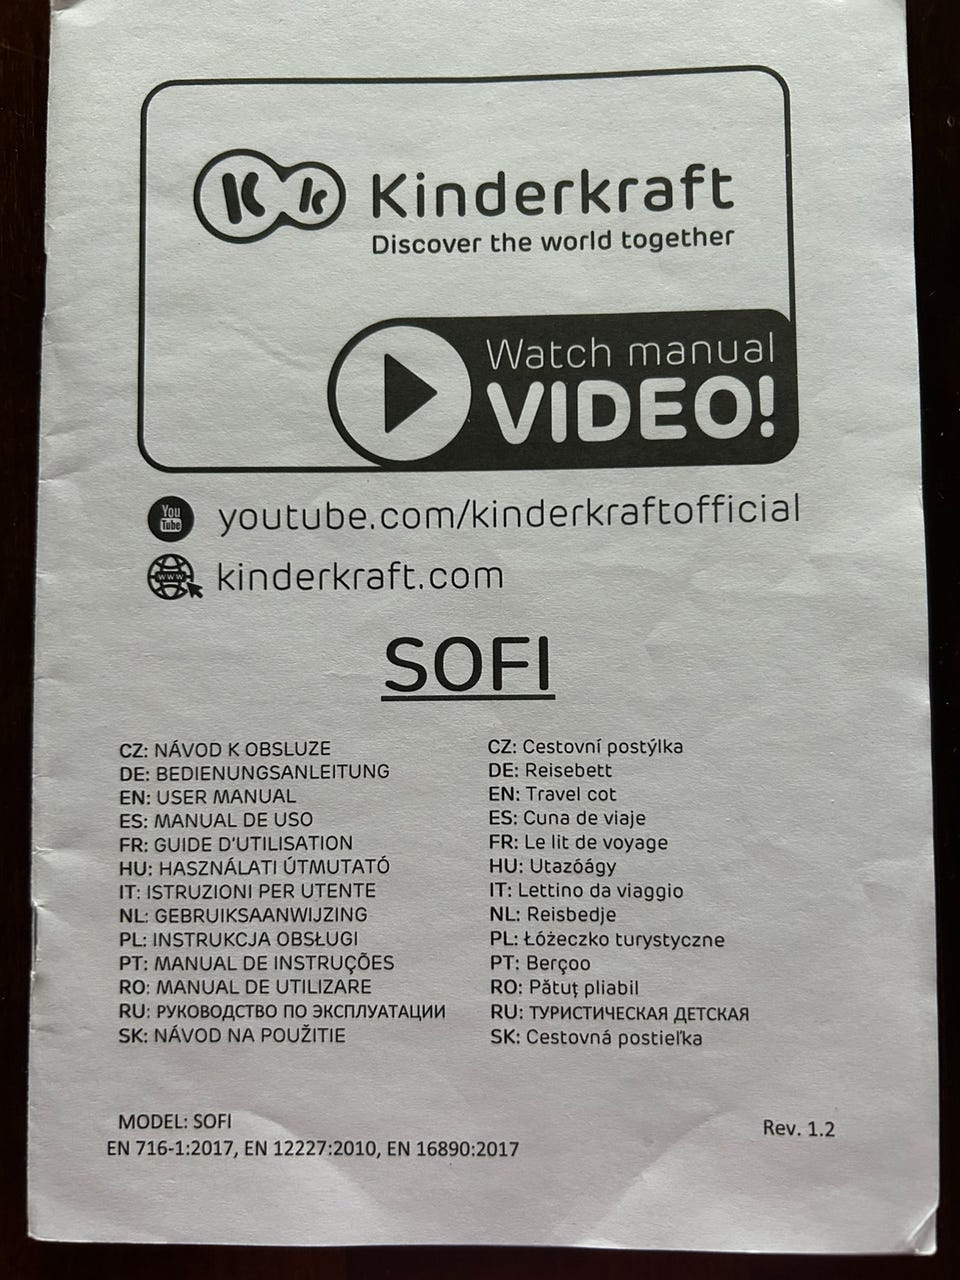 Kinderkraft
Discover the world together
Watch manual
VIDEO!
You
Tube
youtube.com/kinderkraftofficial
www
kinderkraft.com
SOFI
CZ: NÁVOD K OBSLUZE
DE: BEDIENUNGSANLEITUNG
EN: USER MANUAL
ES: MANUAL DE USO
FR: GUIDE D'UTILISATION
HU: HASZNÁLATI ÚTMUTATÓ
IT: ISTRUZIONI PER UTENTE
NL: GEBRUIKSAANWIJZING
PL: INSTRUKCJA OBSŁUGI
PT: MANUAL DE INSTRUÇÕES
RO: MANUAL DE UTILIZARE
RU: РУКОВОДСТВО ПО ЭКСПЛУАТАЦИИ
SK: NÁVOD NA POUŽITIE
CZ: Cestovní postýlka
DE: Reisebett
EN: Travel cot
ES: Cuna de viaje
FR: Le lit de voyage
HU: Utazóágy
IT: Lettino da viaggio
NL: Reisbedje
PL: Łóżeczko turystyczne
PT: Berçoo
RO: Pătuț pliabil
RU: ТУРИСТИЧЕСКАЯ ДЕТСКАЯ
SK: Cestovná postieľka
MODEL: SOFI
EN 716-1:2017, EN 12227:2010, EN 16890:2017
Rev. 1.2